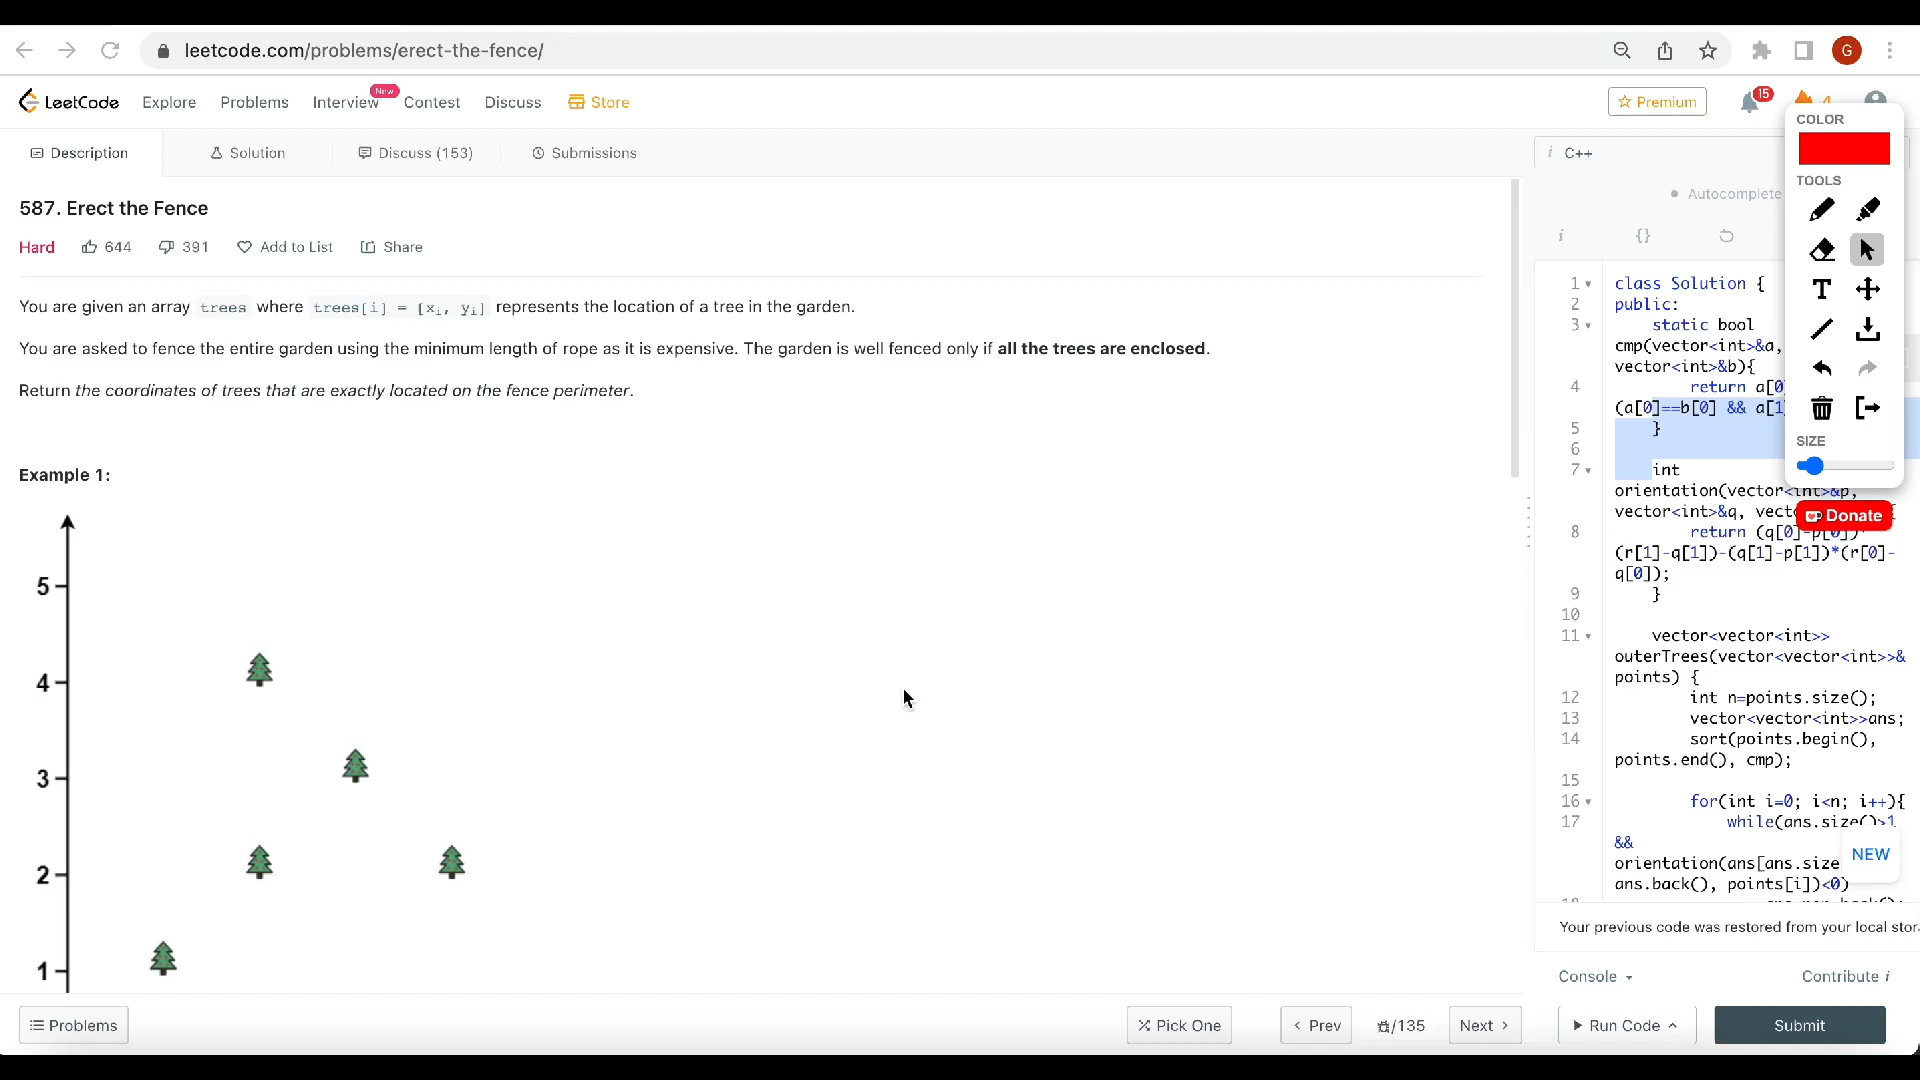 leetcode.com/problems/erect-the-fence/
G
LeetCode Explore Problems Interview New Contest Discuss Store
Premium 15 4
Description Solution Discuss (153) Submissions
i C++
COLOR
TOOLS
SIZE
Donate
Autocomplete
i {}
587. Erect the Fence
Hard 644 391 Add to List Share
You are given an array trees where trees[i] = [xᵢ, yᵢ] represents the location of a tree in the garden.
You are asked to fence the entire garden using the minimum length of rope as it is expensive. The garden is well fenced only if all the trees are enclosed.
Return the coordinates of trees that are exactly located on the fence perimeter.
Example 1:
5
4
3
2
1
1 class Solution {
2 public:
3 static bool
cmp(vector<int>&a,
vector<int>&b){
4 return a[0]
(a[0]==b[0] && a[1]
5 }
6
7 int
orientation(vector<int>&p,
vector<int>&q,
8 return (q[0]-p[0])*
(r[1]-q[1])-(q[1]-p[1])*(r[0]-
q[0]);
9 }
10
11 vector<vector<int>>
outerTrees(vector<vector<int>>&
points) {
12 int n=points.size();
13 vector<vector<int>>ans;
14 sort(points.begin(),
points.end(), cmp);
15
16 for(int i=0; i<n; i++){
17 while(ans.size()>1
&&
orientation(ans[ans.size
ans.back(), points[i])<0)
NEW
Your previous code was restored from your local stor
Console Contribute i
Problems Pick One Prev /135 Next Run Code Submit